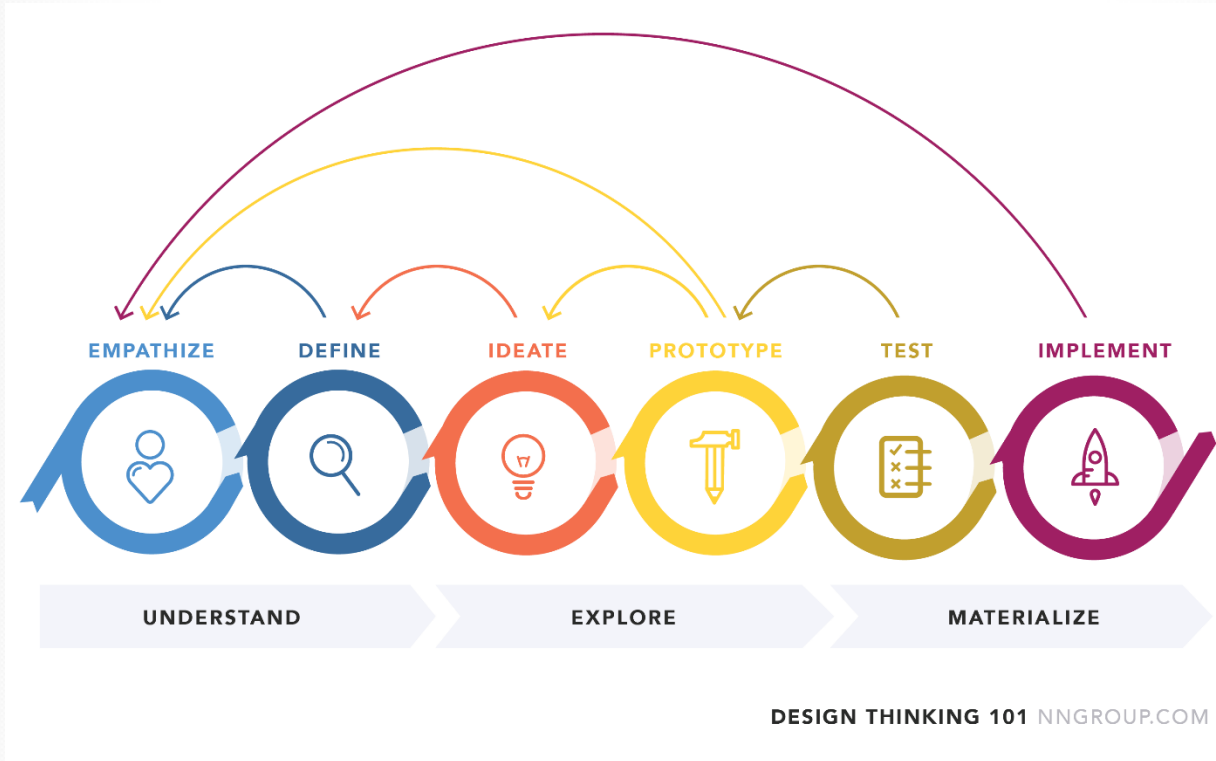 EMPATHIZE DEFINE IDEATE PROTOTYPE TEST IMPLEMENT
UNDERSTAND EXPLORE MATERIALIZE
DESIGN THINKING 101 NNGROUP.COM